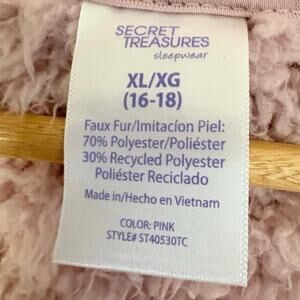 SECRET
TREASURES
sleepwear
XL/XG
(16-18)
Faux Fur/Imitacíon Piel:
70% Polyester/Poliéster
30% Recycled Polyester
Poliéster Reciclado
Made in/Hecho en Vietnam
COLOR: PINK
STYLE# ST40530TC